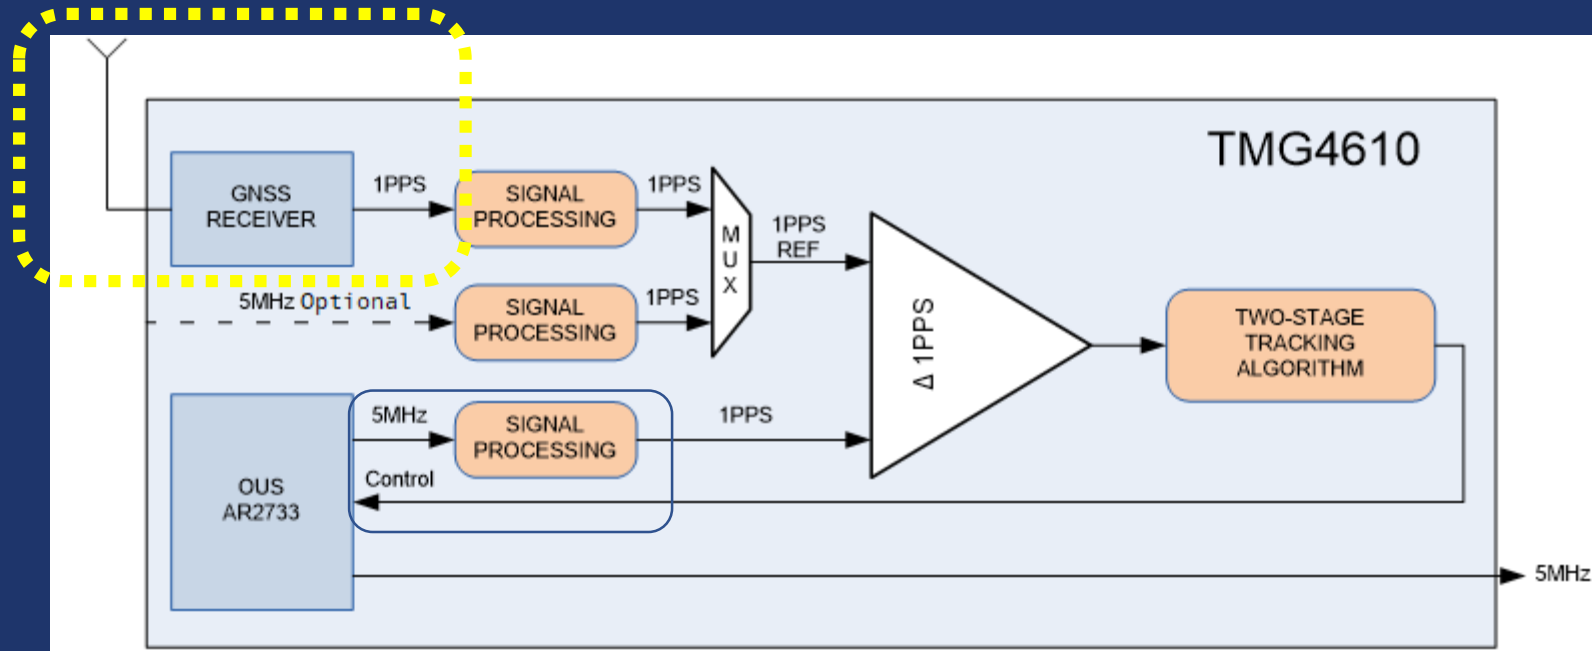 TMG4610
GNSS
RECEIVER
1PPS
SIGNAL
PROCESSING
1PPS
M
U
X
1PPS
REF
5MHz Optional
SIGNAL
PROCESSING
1PPS
Δ 1PPS
TWO-STAGE
TRACKING
ALGORITHM
OUS
AR2733
5MHz
SIGNAL
PROCESSING
1PPS
Control
5MHz